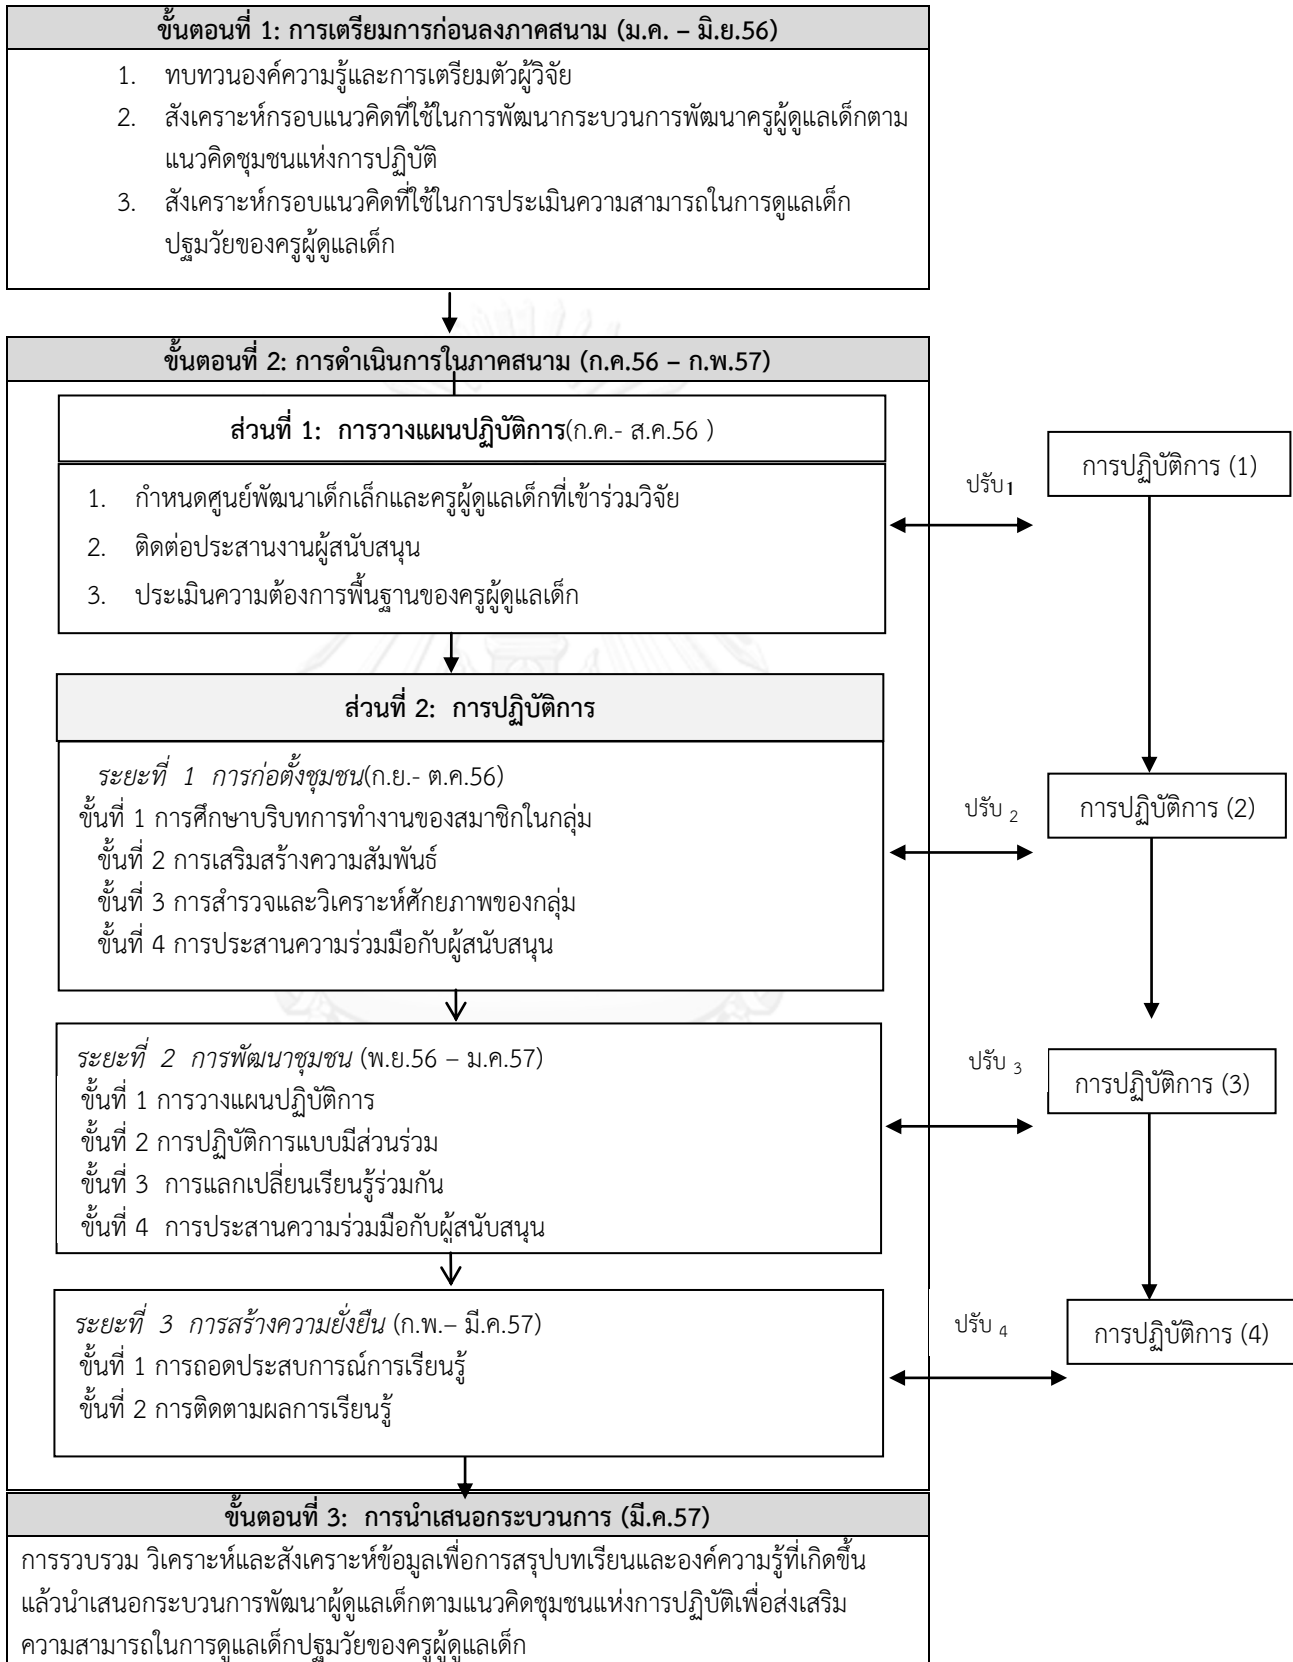 ขั้นตอนที่ 1: การเตรียมการก่อนลงภาคสนาม (ม.ค. – มิ.ย.56)
1. ทบทวนองค์ความรู้และการเตรียมตัวผู้วิจัย
2. สังเคราะห์กรอบแนวคิดที่ใช้ในการพัฒนากระบวนการพัฒนาครูผู้ดูแลเด็กตาม
แนวคิดชุมชนแห่งการปฏิบัติ
3. สังเคราะห์กรอบแนวคิดที่ใช้ในการประเมินความสามารถในการดูแลเด็ก
ปฐมวัยของครูผู้ดูแลเด็ก
ขั้นตอนที่ 2: การดำเนินการในภาคสนาม (ก.ค.56 – ก.พ.57)
ส่วนที่ 1: การวางแผนปฏิบัติการ(ก.ค.- ส.ค.56 )
1. กำหนดศูนย์พัฒนาเด็กเล็กและครูผู้ดูแลเด็กที่เข้าร่วมวิจัย
2. ติดต่อประสานงานผู้สนับสนุน
3. ประเมินความต้องการพื้นฐานของครูผู้ดูแลเด็ก
ปรับ1
การปฏิบัติการ (1)
ส่วนที่ 2: การปฏิบัติการ
ระยะที่ 1 การก่อตั้งชุมชน(ก.ย.- ต.ค.56)
ขั้นที่ 1 การศึกษาบริบทการทำงานของสมาชิกในกลุ่ม
ขั้นที่ 2 การเสริมสร้างความสัมพันธ์
ขั้นที่ 3 การสำรวจและวิเคราะห์ศักยภาพของกลุ่ม
ขั้นที่ 4 การประสานความร่วมมือกับผู้สนับสนุน
ปรับ 2
การปฏิบัติการ (2)
ระยะที่ 2 การพัฒนาชุมชน (พ.ย.56 – ม.ค.57)
ขั้นที่ 1 การวางแผนปฏิบัติการ
ขั้นที่ 2 การปฏิบัติการแบบมีส่วนร่วม
ขั้นที่ 3 การแลกเปลี่ยนเรียนรู้ร่วมกัน
ขั้นที่ 4 การประสานความร่วมมือกับผู้สนับสนุน
ปรับ 3
การปฏิบัติการ (3)
ระยะที่ 3 การสร้างความยั่งยืน (ก.พ.– มี.ค.57)
ขั้นที่ 1 การถอดประสบการณ์การเรียนรู้
ขั้นที่ 2 การติดตามผลการเรียนรู้
ปรับ 4
การปฏิบัติการ (4)
ขั้นตอนที่ 3: การนำเสนอกระบวนการ (มี.ค.57)
การรวบรวม วิเคราะห์และสังเคราะห์ข้อมูลเพื่อการสรุปบทเรียนและองค์ความรู้ที่เกิดขึ้น
แล้วนำเสนอกระบวนการพัฒนาผู้ดูแลเด็กตามแนวคิดชุมชนแห่งการปฏิบัติเพื่อส่งเสริม
ความสามารถในการดูแลเด็กปฐมวัยของครูผู้ดูแลเด็ก